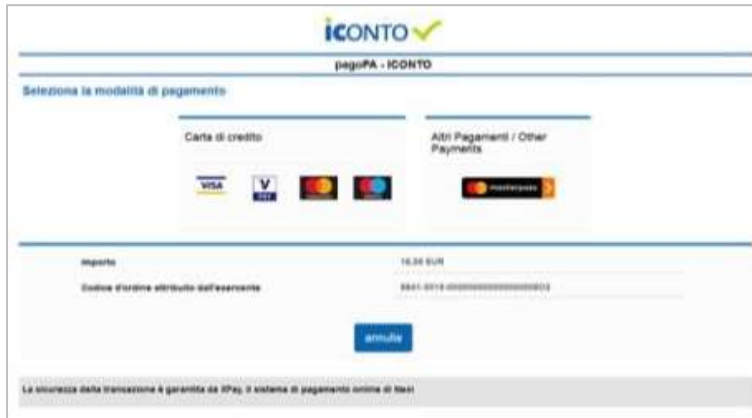 ICONTO
pagoPA - ICONTO
Seleziona la modalità di pagamento
Carta di credito
Altri Pagamenti / Other
Payments
VISA
V
PAY
masterpass
Importo
EUR
Codice d'ordine attribuito dall'esercente
annulla
La sicurezza della transazione è garantita da XPay, il sistema di pagamento online di Nexi